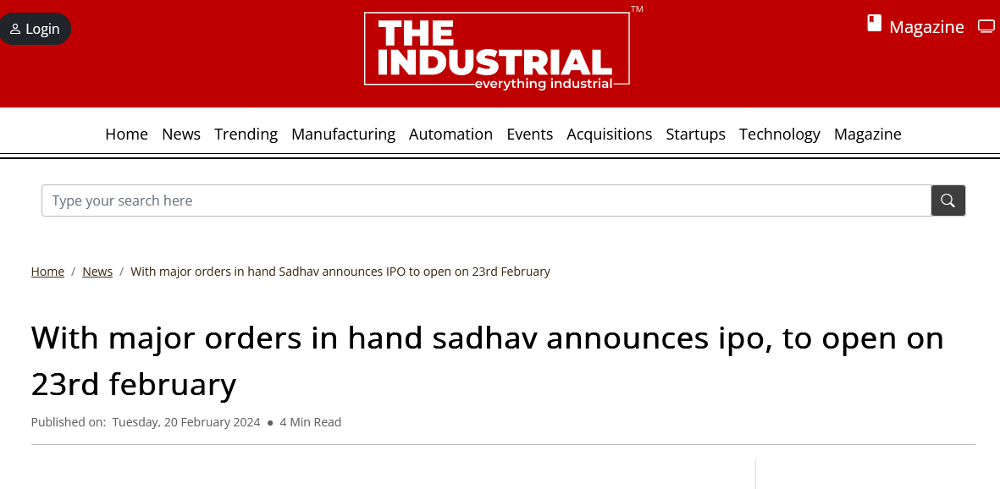 Login
THE
INDUSTRIAL
everything industrial
TM
Magazine
Home News Trending Manufacturing Automation Events Acquisitions Startups Technology Magazine
Type your search here
Home / News / With major orders in hand Sadhav announces IPO to open on 23rd February
With major orders in hand sadhav announces ipo, to open on
23rd february
Published on: Tuesday, 20 February 2024 ● 4 Min Read